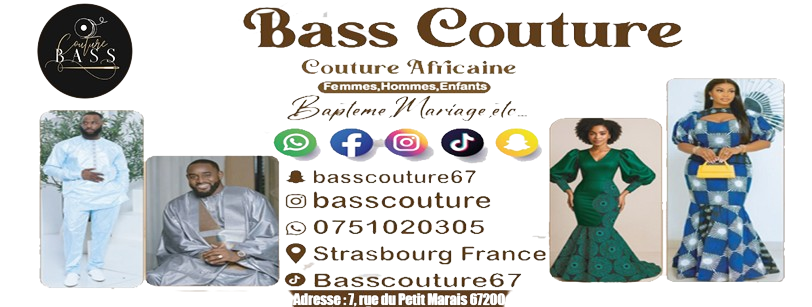 Couture
BASS
Bass Couture
Couture Africaine
Femmes,Hommes,Enfants
Bapteme,Mariage,etc...
basscouture67
basscouture
0751020305
Strasbourg France
Basscouture67
Adresse : 7, rue du Petit Marais 67200